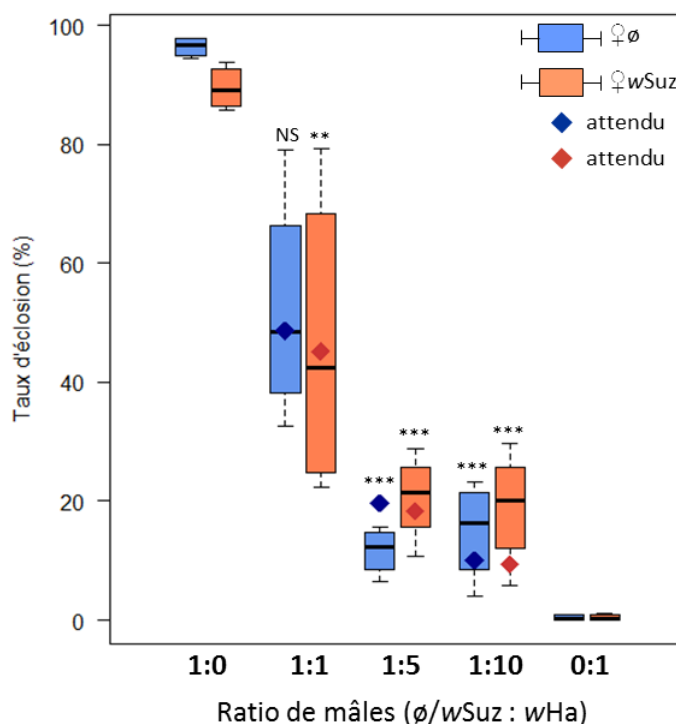 100
80
60
40
20
0
Taux d'éclosion (%)
♀ø
♀wSuz
attendu
attendu
NS
**
***
***
***
***
1:0
1:1
1:5
1:10
0:1
Ratio de mâles (ø/wSuz : wHa)